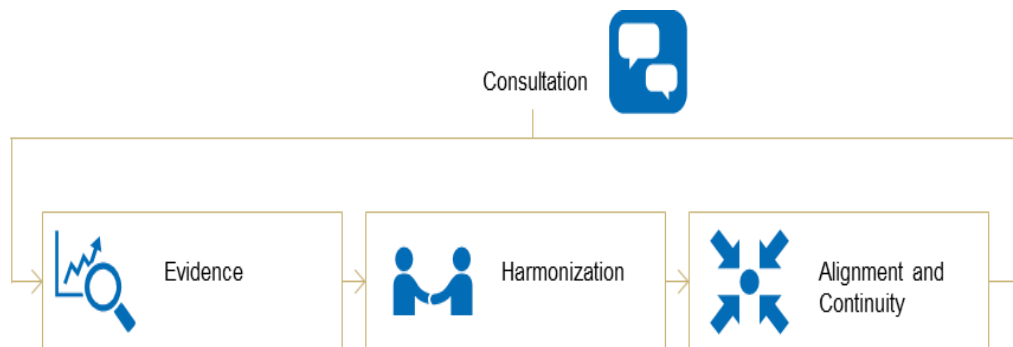 Consultation
Evidence
Harmonization
Alignment and
Continuity